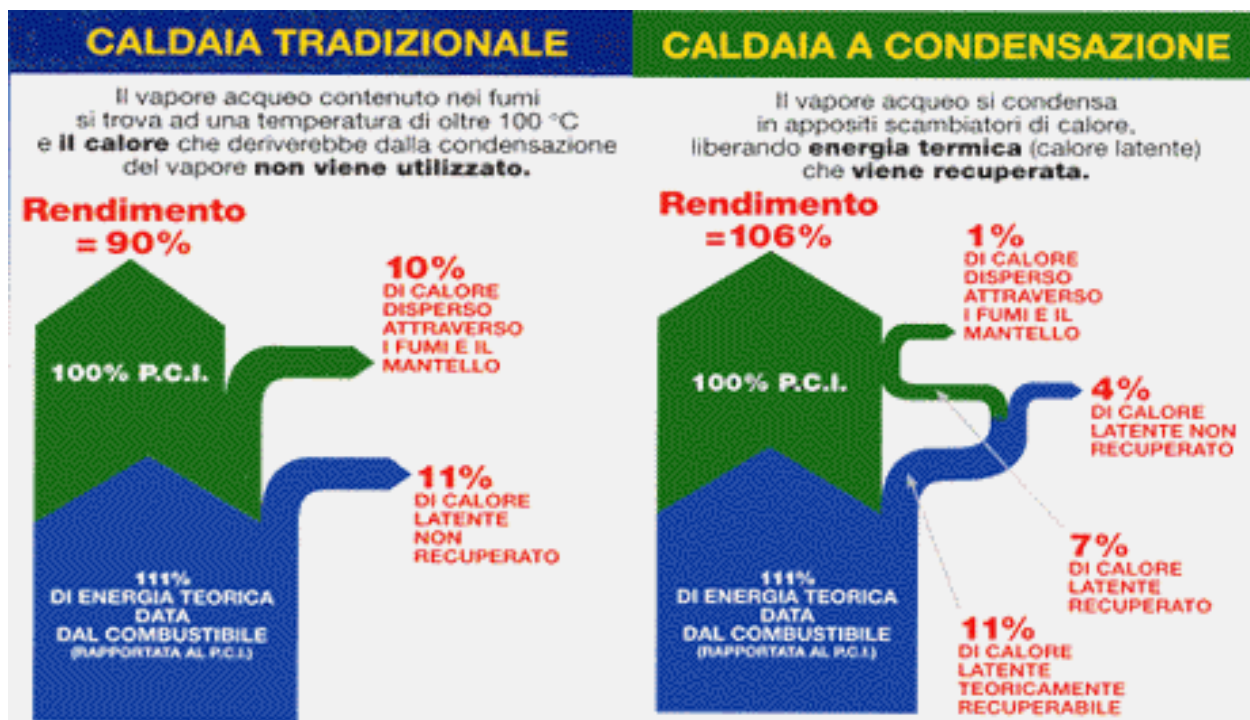 CALDAIA TRADIZIONALE
Il vapore acqueo contenuto nei fumi
si trova ad una temperatura di oltre 100 °C
e il calore che deriverebbe dalla condensazione
del vapore non viene utilizzato.
Rendimento
= 90%
10%
DI CALORE
DISPERSO
ATTRAVERSO
I FUMI E IL
MANTELLO
100% P.C.I.
11%
DI CALORE
LATENTE
NON
RECUPERATO
111%
DI ENERGIA TEORICA
DATA
DAL COMBUSTIBILE
(RAPPORTATA AL P.C.I.)
CALDAIA A CONDENSAZIONE
Il vapore acqueo si condensa
in appositi scambiatori di calore,
liberando energia termica (calore latente)
che viene recuperata.
Rendimento
=106%
1%
DI CALORE
DISPERSO
ATTRAVERSO
I FUMI E IL
MANTELLO
100% P.C.I.
4%
DI CALORE
LATENTE NON
RECUPERATO
7%
DI CALORE
LATENTE
RECUPERATO
111%
DI ENERGIA TEORICA
DATA
DAL COMBUSTIBILE
(RAPPORTATA AL P.C.I.)
11%
DI CALORE
LATENTE
TEORICAMENTE
RECUPERABILE